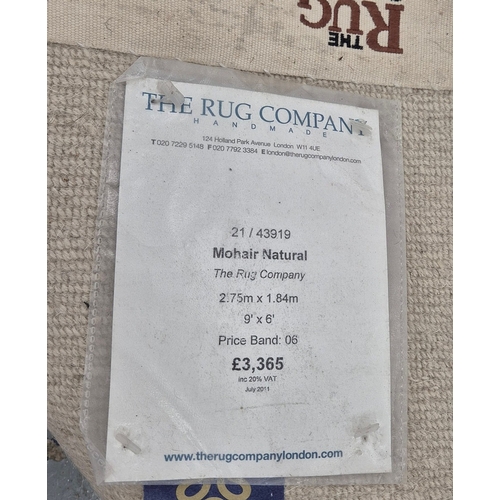 THE
RUG
THE RUG COMPANY
HANDMADE
124 Holland Park Avenue London W11 4UE
T 020 7229 5148 F 020 7792 3384 E london@therugcompanylondon.com
21 / 43919
Mohair Natural
The Rug Company
2.75m x 1.84m
9' x 6'
Price Band: 06
£3,365
inc 20% VAT
July 2011
www.therugcompanylondon.com